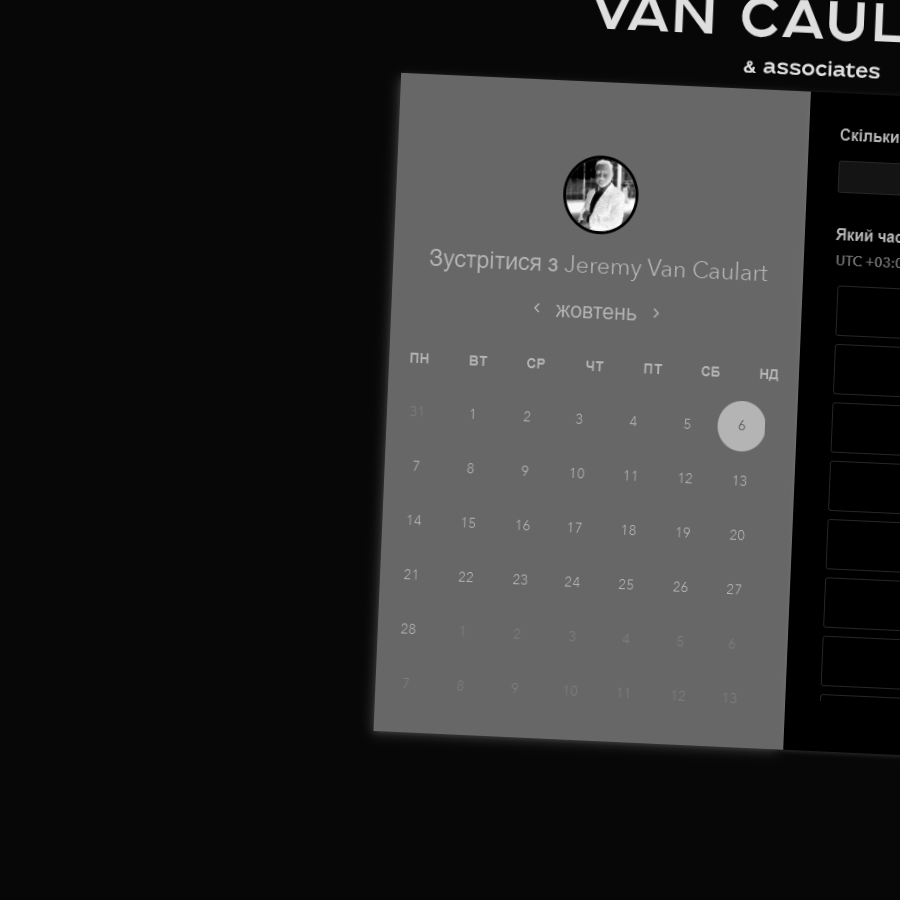 VAN CAUL
& associates
Зустрітися з Jeremy Van Caulart
жовтень
ПН ВТ СР ЧТ ПТ СБ НД
31 1 2 3 4 5 6
7 8 9 10 11 12 13
14 15 16 17 18 19 20
21 22 23 24 25 26 27
28 1 2 3 4 5 6
7 8 9 10 11 12 13
Скільки
Який час
UTC +03:0